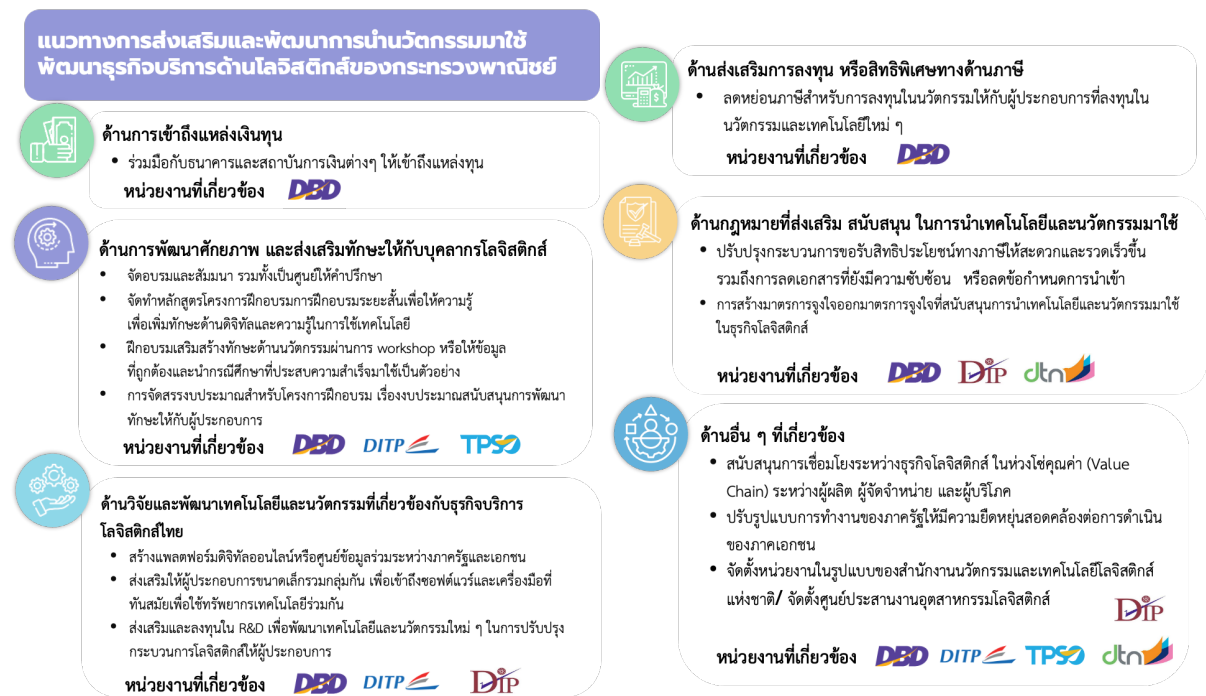 แนวทางการส่งเสริมและพัฒนาการนำนวัตกรรมมาใช้
พัฒนาธุรกิจบริการด้านโลจิสติกส์ของกระทรวงพาณิชย์
ด้านการเข้าถึงแหล่งเงินทุน
• ร่วมมือกับธนาคารและสถาบันการเงินต่างๆ ให้เข้าถึงแหล่งทุน
หน่วยงานที่เกี่ยวข้อง DBD
ด้านการพัฒนาศักยภาพ และส่งเสริมทักษะให้กับบุคลากรโลจิสติกส์
• จัดอบรมและสัมมนา รวมทั้งเป็นศูนย์ให้คำปรึกษา
• จัดทำหลักสูตรโครงการฝึกอบรมการฝึกอบรมระยะสั้นเพื่อให้ความรู้
เพื่อเพิ่มทักษะด้านดิจิทัลและความรู้ในการใช้เทคโนโลยี
• ฝึกอบรมเสริมสร้างทักษะด้านนวัตกรรมผ่านการ workshop หรือให้ข้อมูล
ที่ถูกต้องและนำกรณีศึกษาที่ประสบความสำเร็จมาใช้เป็นตัวอย่าง
• การจัดสรรงบประมาณสำหรับโครงการฝึกอบรม เรื่องงบประมาณสนับสนุนการพัฒนา
ทักษะให้กับผู้ประกอบการ
หน่วยงานที่เกี่ยวข้อง DBD DITP TPSO
ด้านวิจัยและพัฒนาเทคโนโลยีและนวัตกรรมที่เกี่ยวข้องกับธุรกิจบริการ
โลจิสติกส์ไทย
• สร้างแพลตฟอร์มดิจิทัลออนไลน์หรือศูนย์ข้อมูลร่วมระหว่างภาครัฐและเอกชน
• ส่งเสริมให้ผู้ประกอบการขนาดเล็กรวมกลุ่มกัน เพื่อเข้าถึงซอฟต์แวร์และเครื่องมือที่
ทันสมัยเพื่อใช้ทรัพยากรเทคโนโลยีร่วมกัน
• ส่งเสริมและลงทุนใน R&D เพื่อพัฒนาเทคโนโลยีและนวัตกรรมใหม่ ๆ ในการปรับปรุง
กระบวนการโลจิสติกส์ให้ผู้ประกอบการ
หน่วยงานที่เกี่ยวข้อง DBD DITP DIP
ด้านส่งเสริมการลงทุน หรือสิทธิพิเศษทางด้านภาษี
• ลดหย่อนภาษีสำหรับการลงทุนในนวัตกรรมให้กับผู้ประกอบการที่ลงทุนใน
นวัตกรรมและเทคโนโลยีใหม่ ๆ
หน่วยงานที่เกี่ยวข้อง DBD
ด้านกฎหมายที่ส่งเสริม สนับสนุน ในการนำเทคโนโลยีและนวัตกรรมมาใช้
• ปรับปรุงกระบวนการขอรับสิทธิประโยชน์ทางภาษีให้สะดวกและรวดเร็วขึ้น
รวมถึงการลดเอกสารที่ยังมีความซับซ้อน หรือลดข้อกำหนดการนำเข้า
• การสร้างมาตรการจูงใจออกมาตรการจูงใจที่สนับสนุนการนำเทคโนโลยีและนวัตกรรมมาใช้
ในธุรกิจโลจิสติกส์
หน่วยงานที่เกี่ยวข้อง DBD DIP dtn
ด้านอื่น ๆ ที่เกี่ยวข้อง
• สนับสนุนการเชื่อมโยงระหว่างธุรกิจโลจิสติกส์ ในห่วงโซ่คุณค่า (Value
Chain) ระหว่างผู้ผลิต ผู้จัดจำหน่าย และผู้บริโภค
• ปรับรูปแบบการทำงานของภาครัฐให้มีความยืดหยุ่นสอดคล้องต่อการดำเนิน
ของภาคเอกชน
• จัดตั้งหน่วยงานในรูปแบบของสำนักงานนวัตกรรมและเทคโนโลยีโลจิสติกส์
แห่งชาติ/ จัดตั้งศูนย์ประสานงานอุตสาหกรรมโลจิสติกส์
DIP
หน่วยงานที่เกี่ยวข้อง DBD DITP TPSO dtn